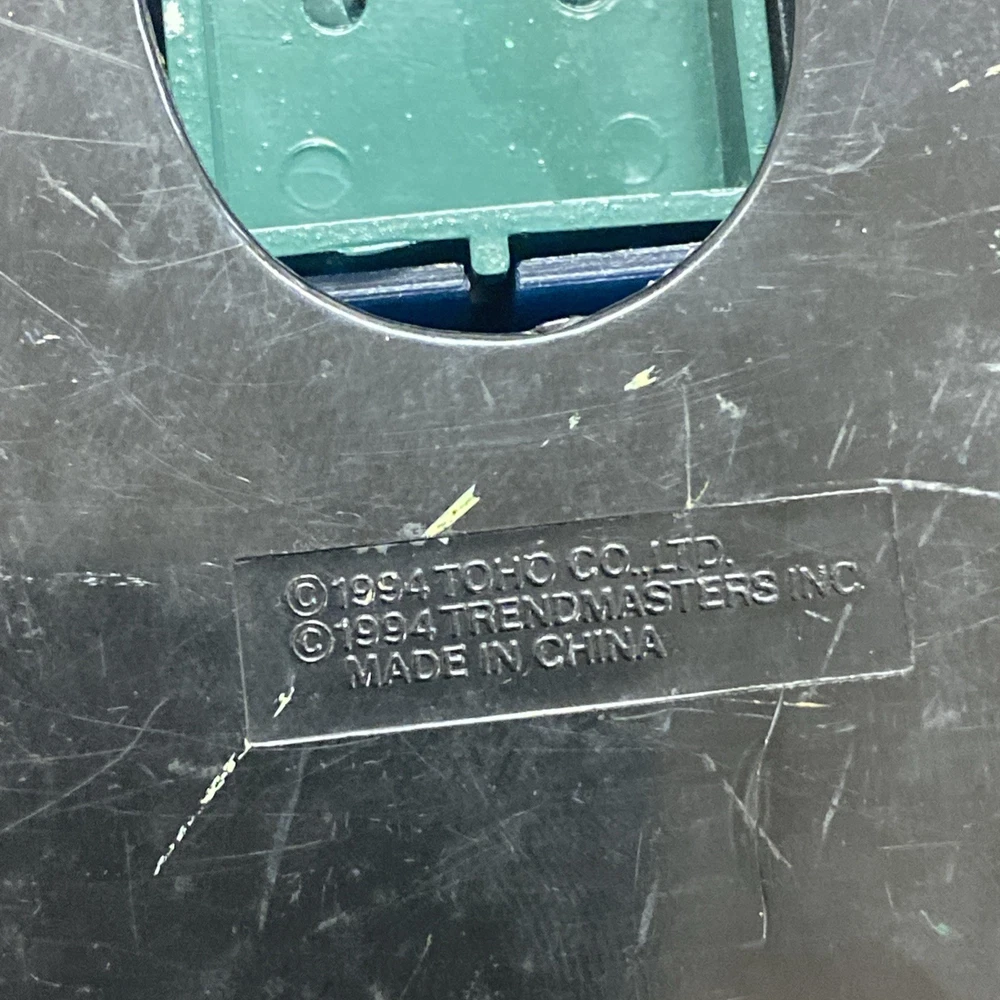 ©1994 TOHO CO.,LTD.
©1994 TRENDMASTERS INC.
MADE IN CHINA